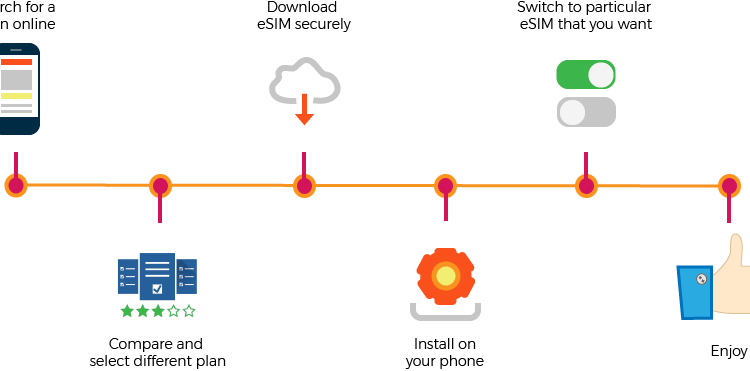 rch for a
n online
Download
eSIM securely
Switch to particular
eSIM that you want
Compare and
select different plan
Install on
your phone
Enjoy